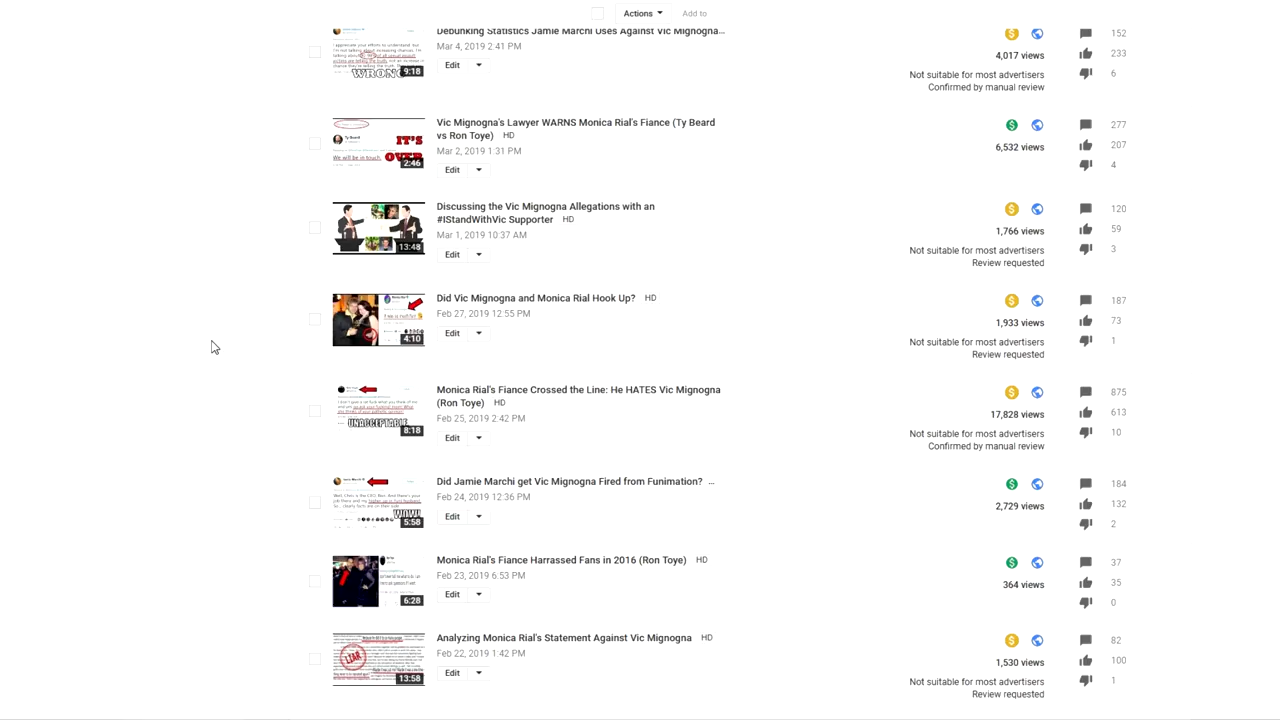 Actions
Add to
Debunking Statistics Jamie Marchi Uses Against Vic Mignogna...
Mar 4, 2019 2:41 PM
Edit
WRONG
9:18
4,017 views
Not suitable for most advertisers
Confirmed by manual review
152
233
6
Vic Mignogna's Lawyer WARNS Monica Rial's Fiance (Ty Beard
vs Ron Toye) HD
Mar 2, 2019 1:31 PM
Edit
IT'S
OVER
We will be in touch.
2:46
6,532 views
277
207
4
Discussing the Vic Mignogna Allegations with an
#IStandWithVic Supporter HD
Mar 1, 2019 10:37 AM
Edit
13:48
1,766 views
Not suitable for most advertisers
Review requested
120
59
3
Did Vic Mignogna and Monica Rial Hook Up? HD
Feb 27, 2019 12:55 PM
Edit
4:10
1,933 views
Not suitable for most advertisers
Review requested
187
73
1
Monica Rial's Fiance Crossed the Line: He HATES Vic Mignogna
(Ron Toye) HD
Feb 25, 2019 2:42 PM
Edit
UNACCEPTABLE
8:18
17,828 views
Not suitable for most advertisers
Confirmed by manual review
875
613
10
Did Jamie Marchi get Vic Mignogna Fired from Funimation? ...
Feb 24, 2019 12:36 PM
Edit
WOW!
5:58
2,729 views
184
132
2
Monica Rial's Fiance Harrassed Fans in 2016 (Ron Toye) HD
Feb 23, 2019 6:53 PM
Edit
6:28
364 views
37
35
0
Analyzing Monica Rial's Statement Against Vic Mignogna HD
Feb 22, 2019 1:42 PM
Edit
LIAR
13:58
1,530 views
Not suitable for most advertisers
Review requested
82
100
1